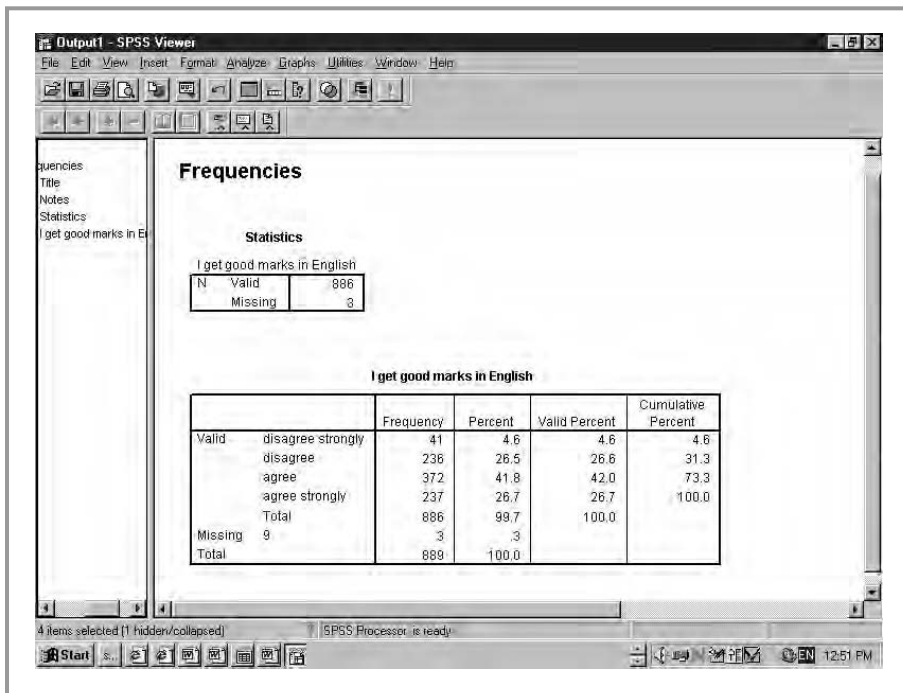 Output1 - SPSS Viewer
File Edit View Insert Format Analyze Graphs Utilities Window Help
quencies
Title
Notes
Statistics
I get good marks in En
Frequencies
Statistics
I get good marks in English
N Valid 886
Missing 3
I get good marks in English
Frequency Percent Valid Percent Cumulative Percent
Valid disagree strongly 41 4.6 4.6 4.6
disagree 236 26.5 26.6 31.3
agree 372 41.8 42.0 73.3
agree strongly 237 26.7 26.7 100.0
Total 886 99.7 100.0
Missing 9 3 .3
Total 889 100.0
4 items selected (1 hidden/collapsed) SPSS Processor is ready
Start s.. EN 12:51 PM